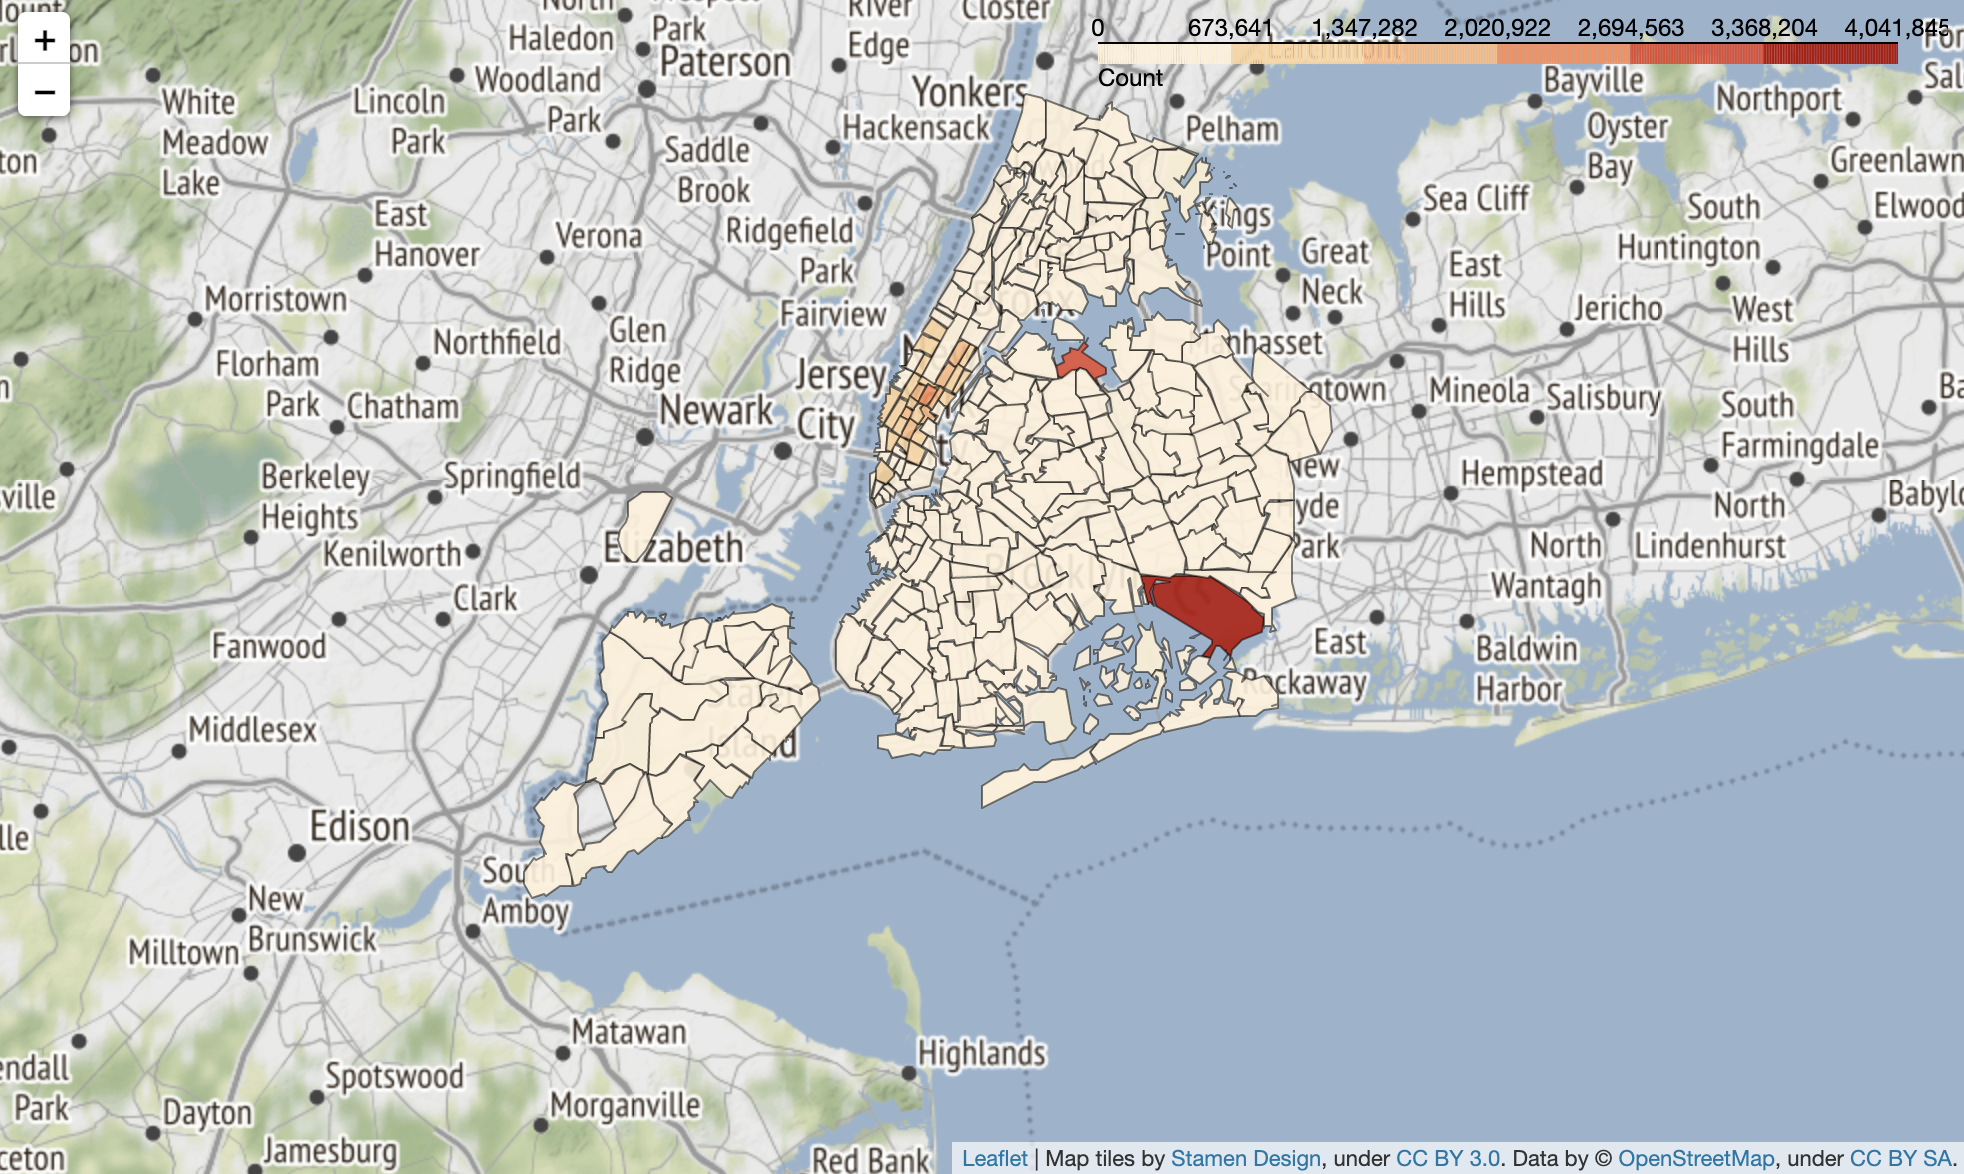 +
−
0 673,641 1,347,282 2,020,922 2,694,563 3,368,204 4,041,845
Count
North
Haledon
Park
River
Edge
Closter
Larchmont
White
Meadow
Lake
Lincoln
Park
Woodland
Park
Paterson
Saddle
Brook
Hackensack
Yonkers
Pelham
Bayville
Oyster
Bay
Northport
Greenlawn
East
Hanover
Verona
Ridgefield
Park
Kings
Point
Great
Neck
Sea Cliff
East
Hills
South
Huntington
Elwood
Morristown
Northfield
Glen
Ridge
Fairview
Jericho
West
Hills
Florham
Park
Chatham
Newark
Jersey
City
Manhasset
Searingtown
Mineola
Salisbury
South
Farmingdale
Berkeley
Heights
Springfield
Kenilworth
Elizabeth
New
Hyde
Park
Hempstead
North
Lindenhurst
North
Wantagh
Clark
Fanwood
Brooklyn
East
Rockaway
Baldwin
Harbor
Middlesex
Staten
Island
Edison
South
Amboy
New
Brunswick
Milltown
Matawan
Highlands
Park
Spotswood
Dayton
Morganville
Jamesburg
Red Bank
Leaflet | Map tiles by Stamen Design, under CC BY 3.0. Data by © OpenStreetMap, under CC BY SA.